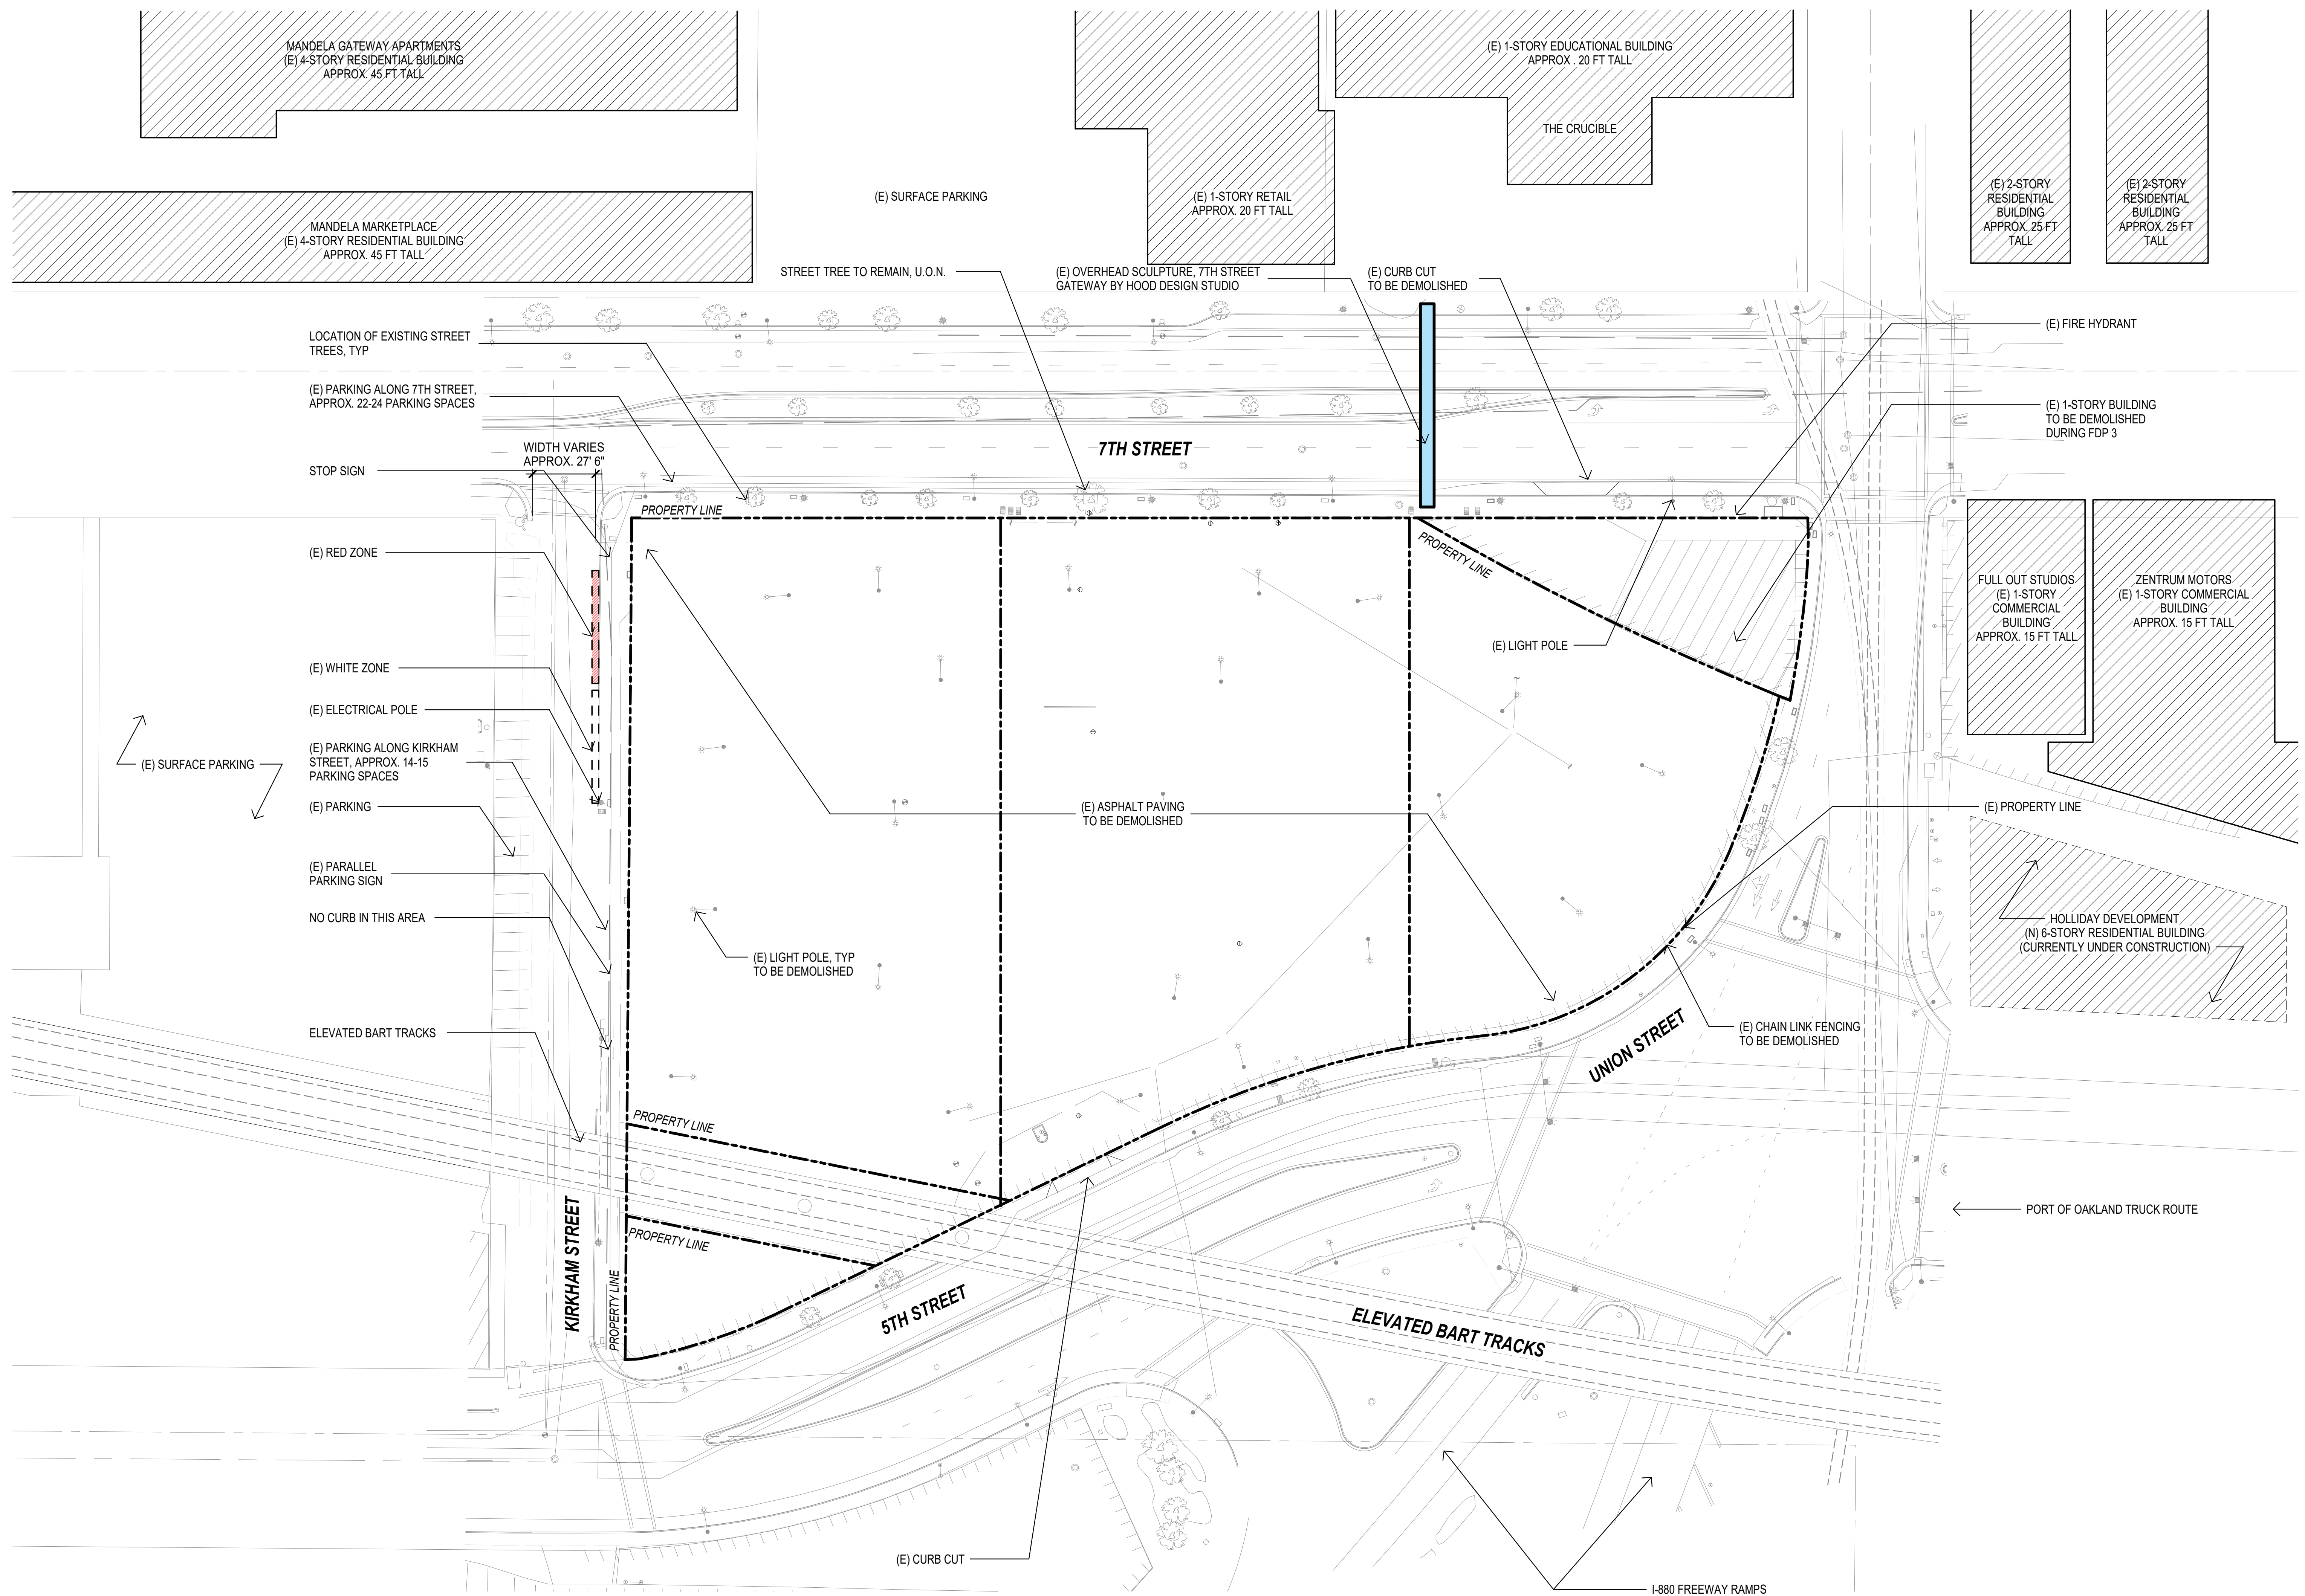 MANDELA GATEWAY APARTMENTS
(E) 4-STORY RESIDENTIAL BUILDING
APPROX. 45 FT TALL
(E) 1-STORY EDUCATIONAL BUILDING
APPROX . 20 FT TALL
THE CRUCIBLE
(E) SURFACE PARKING
(E) 1-STORY RETAIL
APPROX. 20 FT TALL
(E) 2-STORY
RESIDENTIAL
BUILDING
APPROX. 25 FT
TALL
(E) 2-STORY
RESIDENTIAL
BUILDING
APPROX. 25 FT
TALL
MANDELA MARKETPLACE
(E) 4-STORY RESIDENTIAL BUILDING
APPROX. 45 FT TALL
STREET TREE TO REMAIN, U.O.N.
(E) OVERHEAD SCULPTURE, 7TH STREET
GATEWAY BY HOOD DESIGN STUDIO
(E) CURB CUT
TO BE DEMOLISHED
(E) FIRE HYDRANT
LOCATION OF EXISTING STREET
TREES, TYP
(E) PARKING ALONG 7TH STREET,
APPROX. 22-24 PARKING SPACES
(E) 1-STORY BUILDING
TO BE DEMOLISHED
DURING FDP 3
WIDTH VARIES
APPROX. 27' 6"
7TH STREET
STOP SIGN
PROPERTY LINE
PROPERTY LINE
(E) RED ZONE
FULL OUT STUDIOS
(E) 1-STORY
COMMERCIAL
BUILDING
APPROX. 15 FT TALL
ZENTRUM MOTORS
(E) 1-STORY COMMERCIAL
BUILDING
APPROX. 15 FT TALL
(E) LIGHT POLE
(E) WHITE ZONE
(E) ELECTRICAL POLE
(E) PARKING ALONG KIRKHAM
STREET, APPROX. 14-15
PARKING SPACES
(E) SURFACE PARKING
(E) PARKING
(E) ASPHALT PAVING
TO BE DEMOLISHED
(E) PROPERTY LINE
(E) PARALLEL
PARKING SIGN
NO CURB IN THIS AREA
HOLLIDAY DEVELOPMENT
(N) 6-STORY RESIDENTIAL BUILDING
(CURRENTLY UNDER CONSTRUCTION)
(E) LIGHT POLE, TYP
TO BE DEMOLISHED
ELEVATED BART TRACKS
(E) CHAIN LINK FENCING
TO BE DEMOLISHED
UNION STREET
PROPERTY LINE
PORT OF OAKLAND TRUCK ROUTE
KIRKHAM STREET
PROPERTY LINE
PROPERTY LINE
5TH STREET
ELEVATED BART TRACKS
(E) CURB CUT
I-880 FREEWAY RAMPS